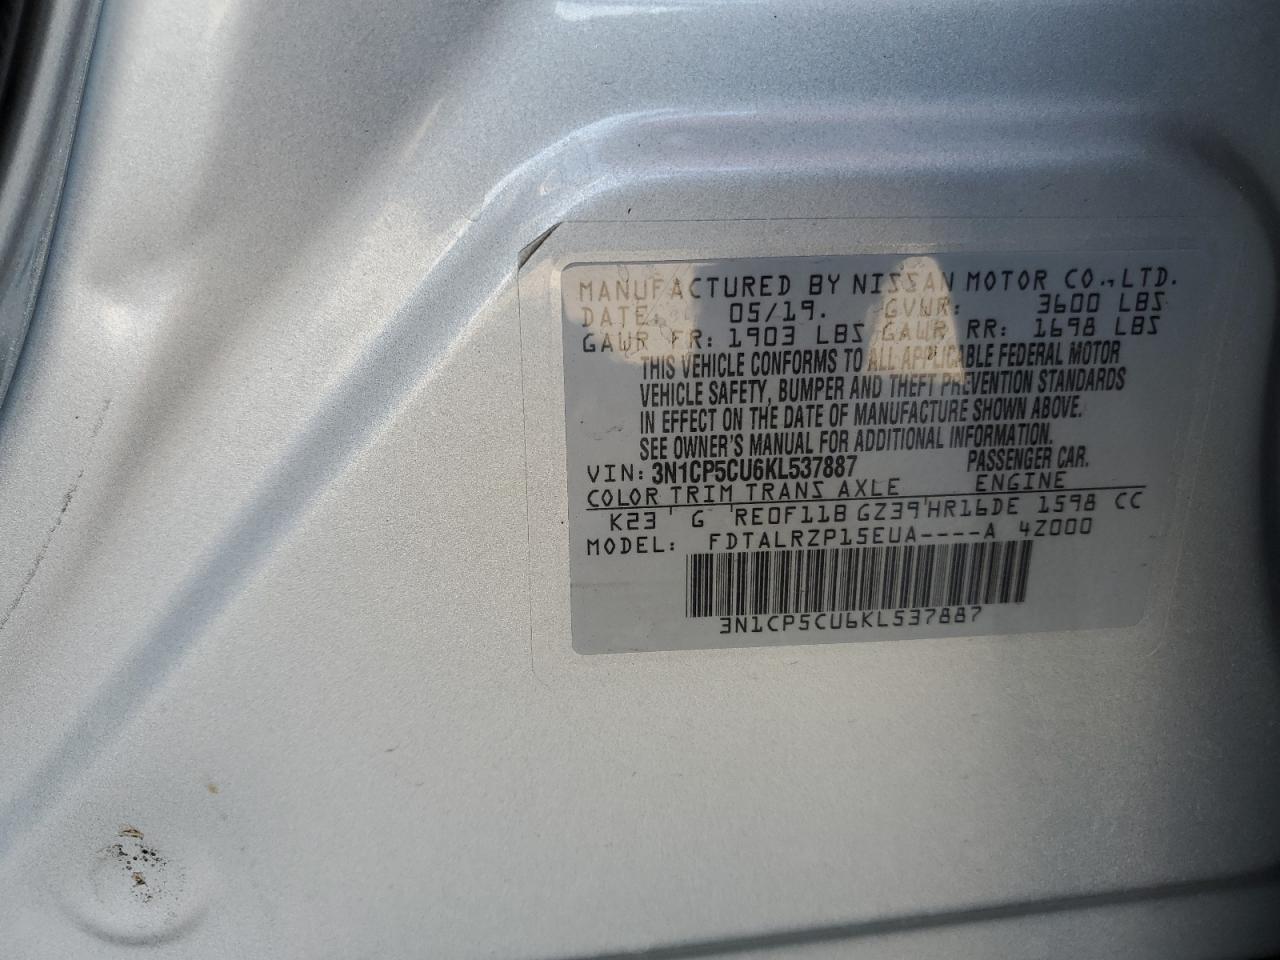 MANUFACTURED BY NISSAN MOTOR CO.,LTD.
DATE: 05/19. GVWR: 3600 LBS
GAWR FR: 1903 LBS GAWR RR: 1698 LBS
THIS VEHICLE CONFORMS TO ALL APPLICABLE FEDERAL MOTOR
VEHICLE SAFETY, BUMPER AND THEFT PREVENTION STANDARDS
IN EFFECT ON THE DATE OF MANUFACTURE SHOWN ABOVE.
SEE OWNER'S MANUAL FOR ADDITIONAL INFORMATION.
VIN: 3N1CP5CU6KL537887 PASSENGER CAR.
COLOR TRIM TRANS AXLE ENGINE
K23 ' G 'RE0F11B GZ39'HR16DE 1598 CC
MODEL: FDTALRZP15EUA----A 4Z000
3N1CP5CU6KL537887